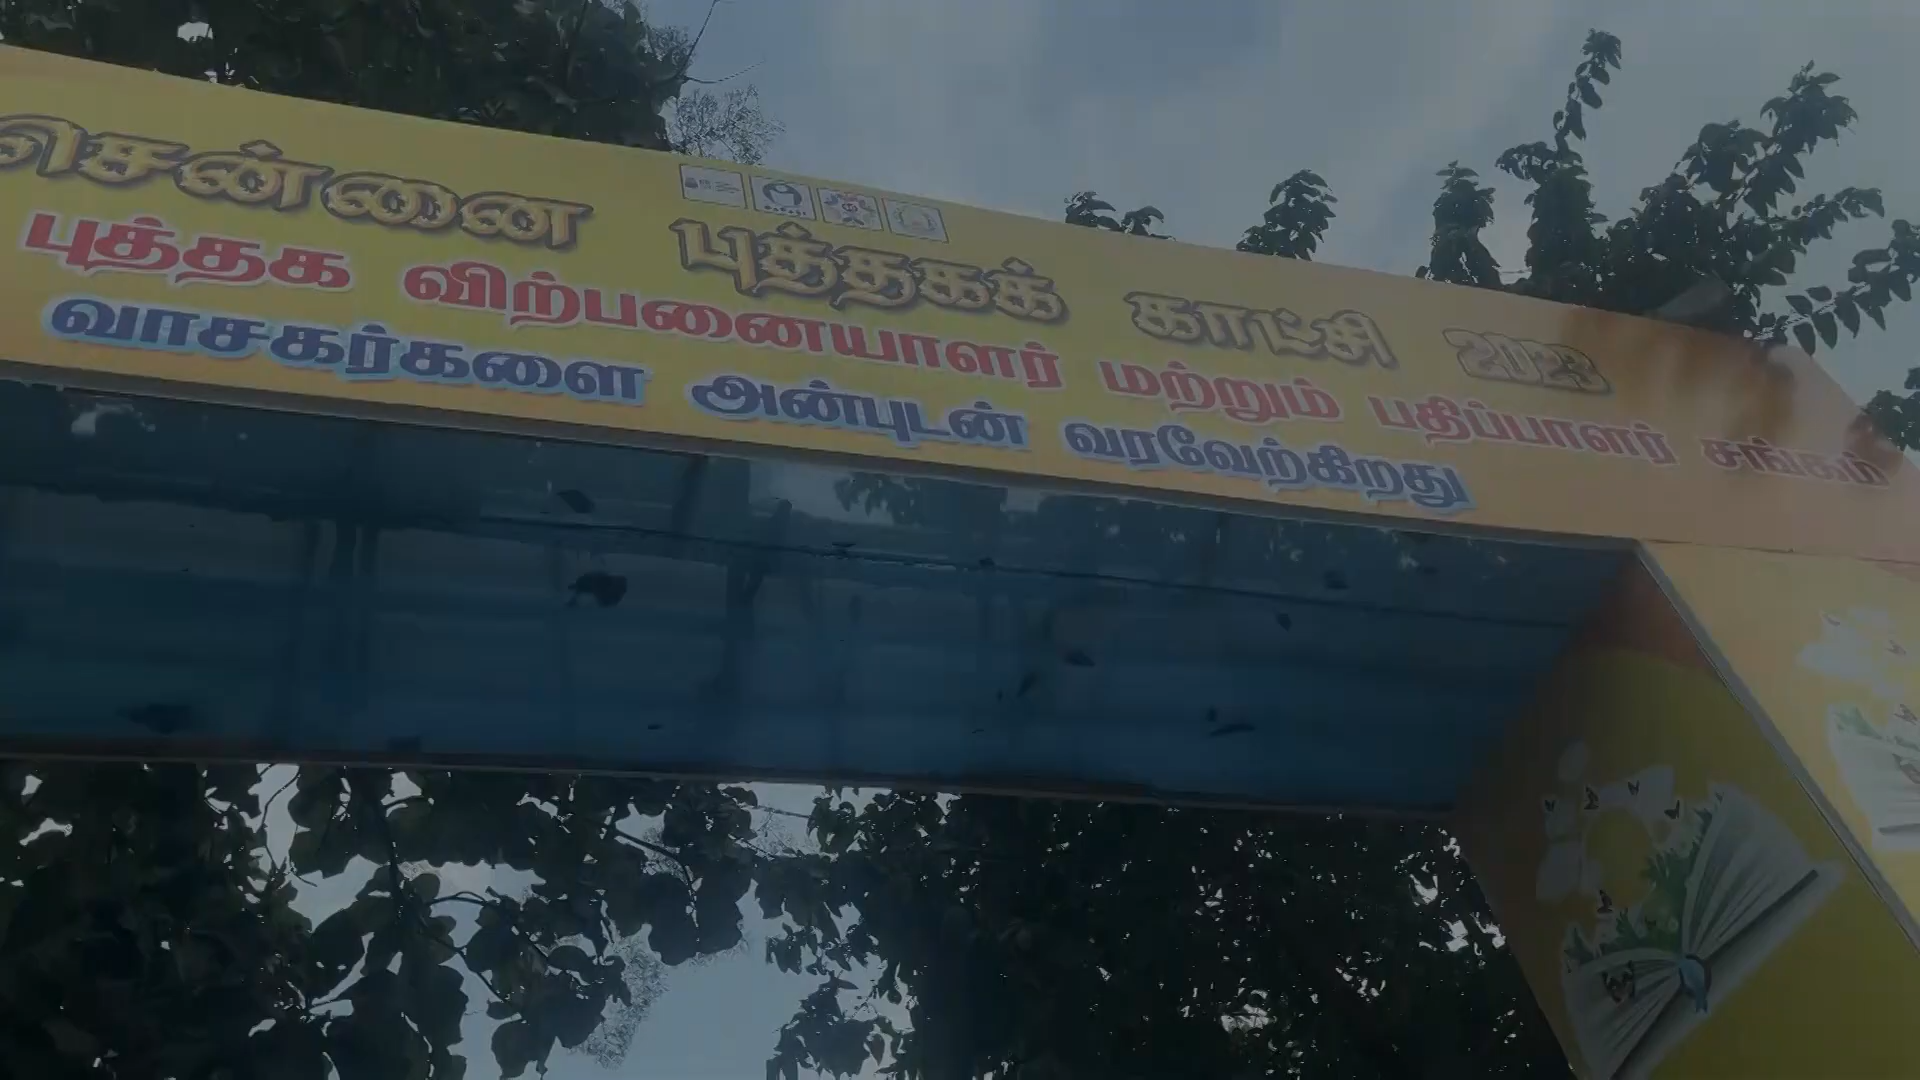 சென்னை புத்தகக் காட்சி 2023
புத்தக விற்பனையாளர் மற்றும் பதிப்பாளர் சங்கம்
வாசகர்களை அன்புடன் வரவேற்கிறது